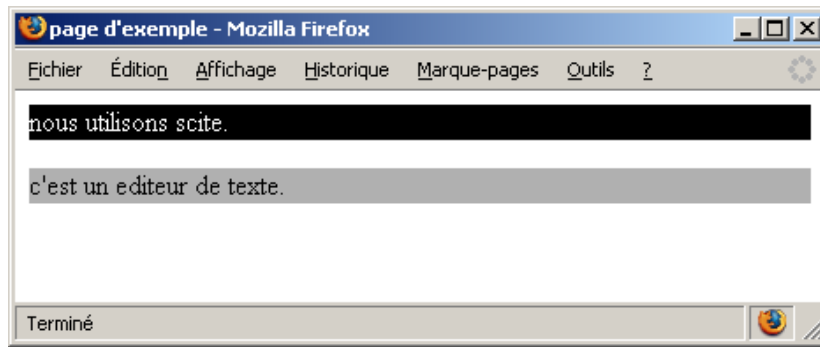 page d'exemple - Mozilla Firefox
Fichier Édition Affichage Historique Marque-pages Outils ?
nous utilisons scite.
c'est un editeur de texte.
Terminé